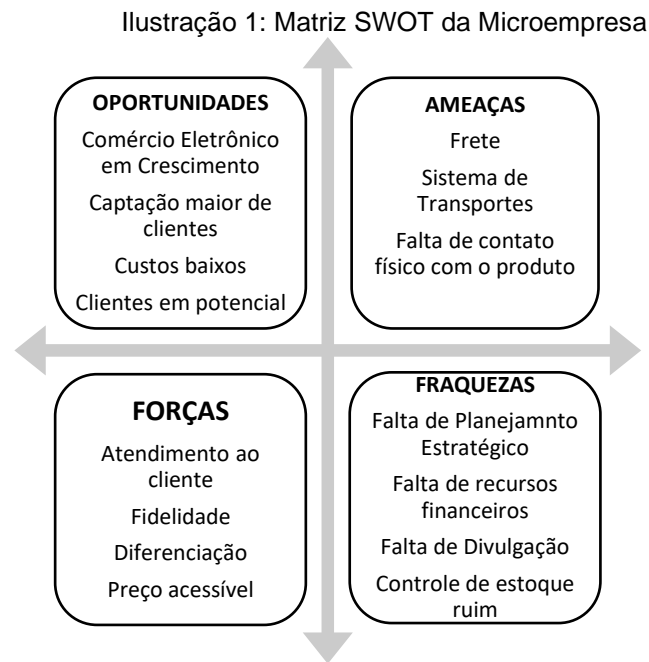 Ilustração 1: Matriz SWOT da Microempresa
OPORTUNIDADES
Comércio Eletrônico
em Crescimento
Captação maior de
clientes
Custos baixos
Clientes em potencial
AMEAÇAS
Frete
Sistema de
Transportes
Falta de contato
físico com o produto
FORÇAS
Atendimento ao
cliente
Fidelidade
Diferenciação
Preço acessível
FRAQUEZAS
Falta de Planejamnto
Estratégico
Falta de recursos
financeiros
Falta de Divulgação
Controle de estoque
ruim